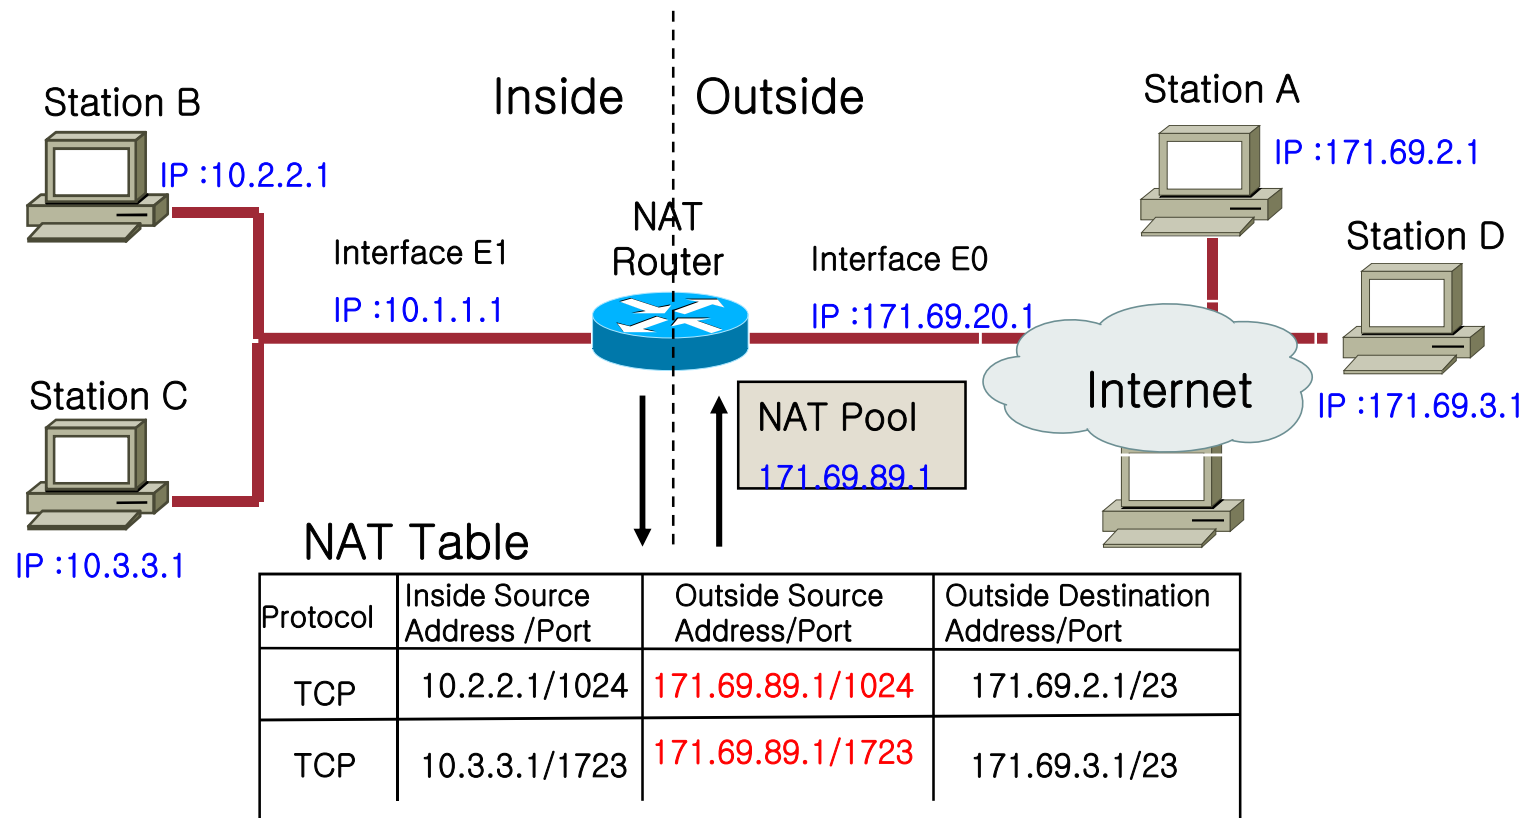 Inside
Outside
Station A
Station B
IP :171.69.2.1
IP :10.2.2.1
NAT
Router
Station D
Interface E1
Interface E0
IP :10.1.1.1
IP :171.69.20.1
Internet
Station C
IP :171.69.3.1
NAT Pool
171.69.89.1
IP :10.3.3.1
NAT Table
Protocol
Inside Source
Address /Port
Outside Source
Address/Port
Outside Destination
Address/Port
TCP
10.2.2.1/1024
171.69.89.1/1024
171.69.2.1/23
TCP
10.3.3.1/1723
171.69.89.1/1723
171.69.3.1/23